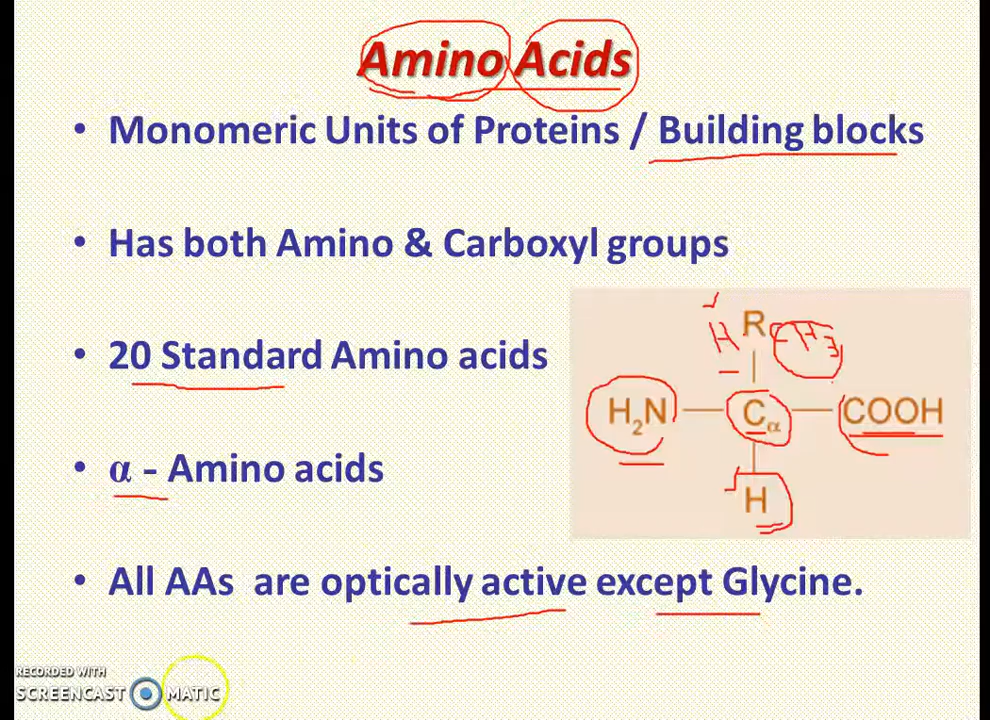 Amino Acids
• Monomeric Units of Proteins / Building blocks
• Has both Amino & Carboxyl groups
• 20 Standard Amino acids
H R CH3
H2N — Cα — COOH
H
• α - Amino acids
• All AAs are optically active except Glycine.
RECORDED WITH
SCREENCAST MATIC